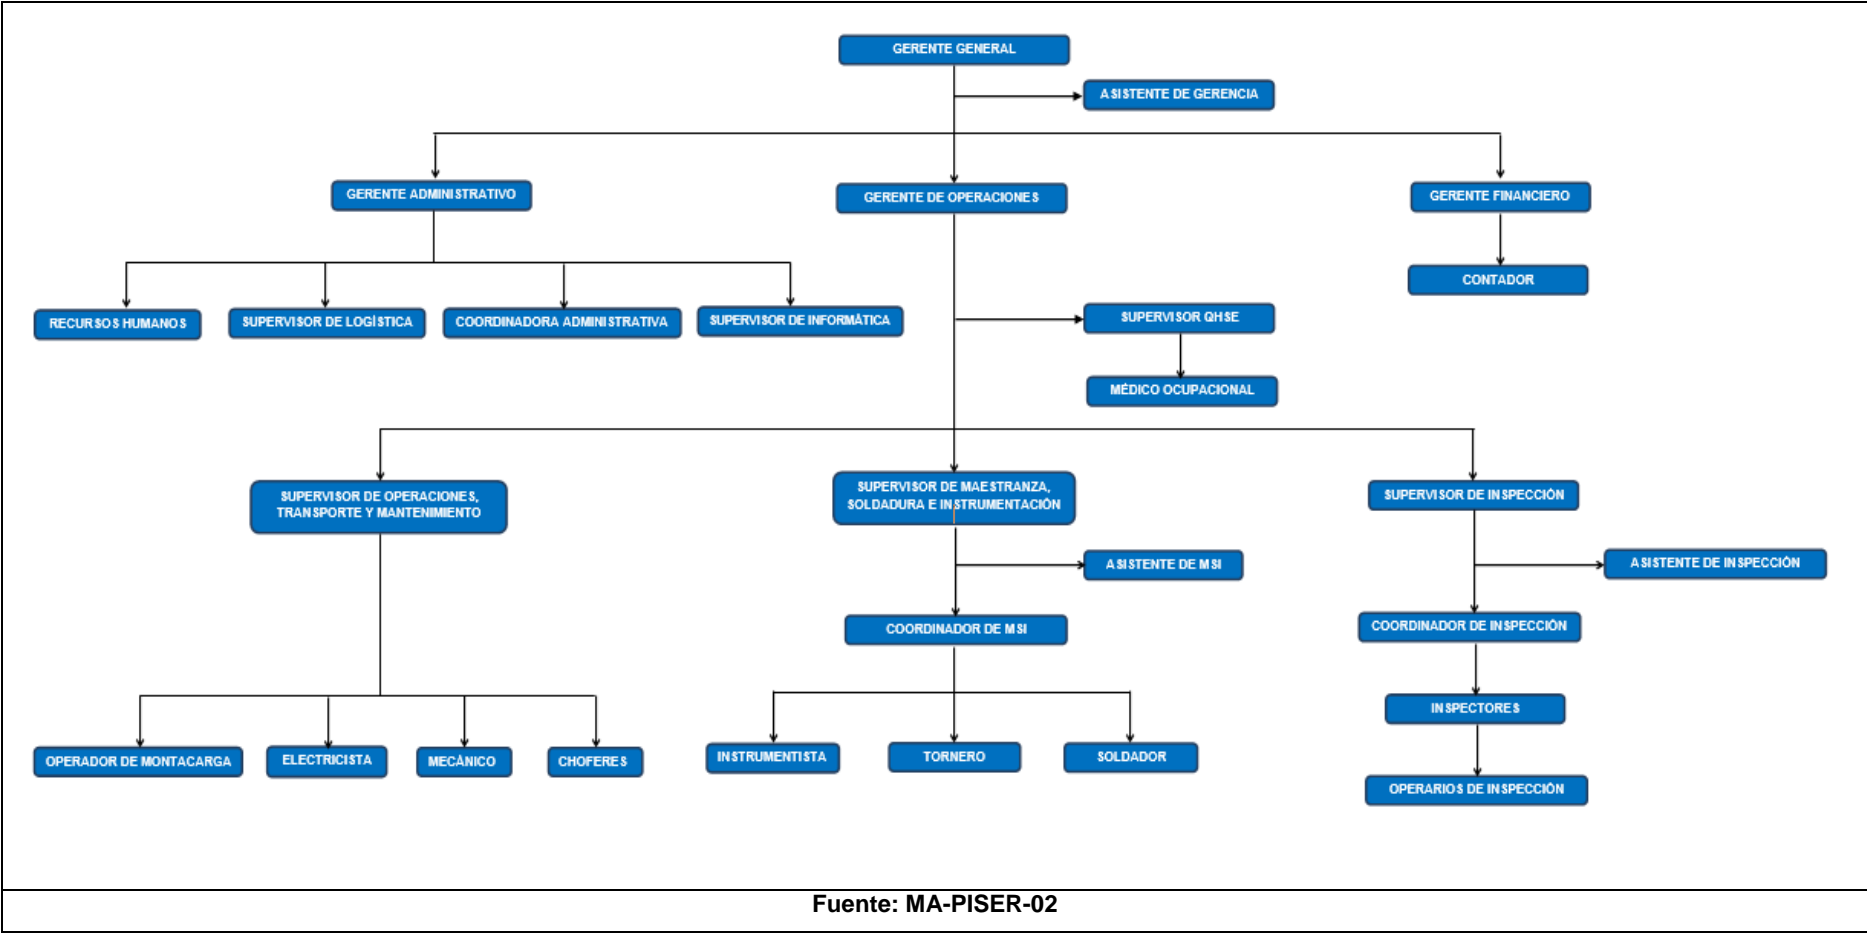 GERENTE GENERAL
ASISTENTE DE GERENCIA
GERENTE ADMINISTRATIVO
GERENTE DE OPERACIONES
GERENTE FINANCIERO
CONTADOR
RECURSOS HUMANOS
SUPERVISOR DE LOGÍSTICA
COORDINADORA ADMINISTRATIVA
SUPERVISOR DE INFORMÁTICA
SUPERVISOR QHSE
MÉDICO OCUPACIONAL
SUPERVISOR DE OPERACIONES,
TRANSPORTE Y MANTENIMIENTO
SUPERVISOR DE MAESTRANZA,
SOLDADURA E INSTRUMENTACIÓN
SUPERVISOR DE INSPECCIÓN
ASISTENTE DE MSI
ASISTENTE DE INSPECCIÓN
COORDINADOR DE MSI
COORDINADOR DE INSPECCIÓN
INSPECTORES
OPERADOR DE MONTACARGA
ELECTRICISTA
MECÁNICO
CHOFERES
INSTRUMENTISTA
TORNERO
SOLDADOR
OPERARIOS DE INSPECCIÓN
Fuente: MA-PISER-02